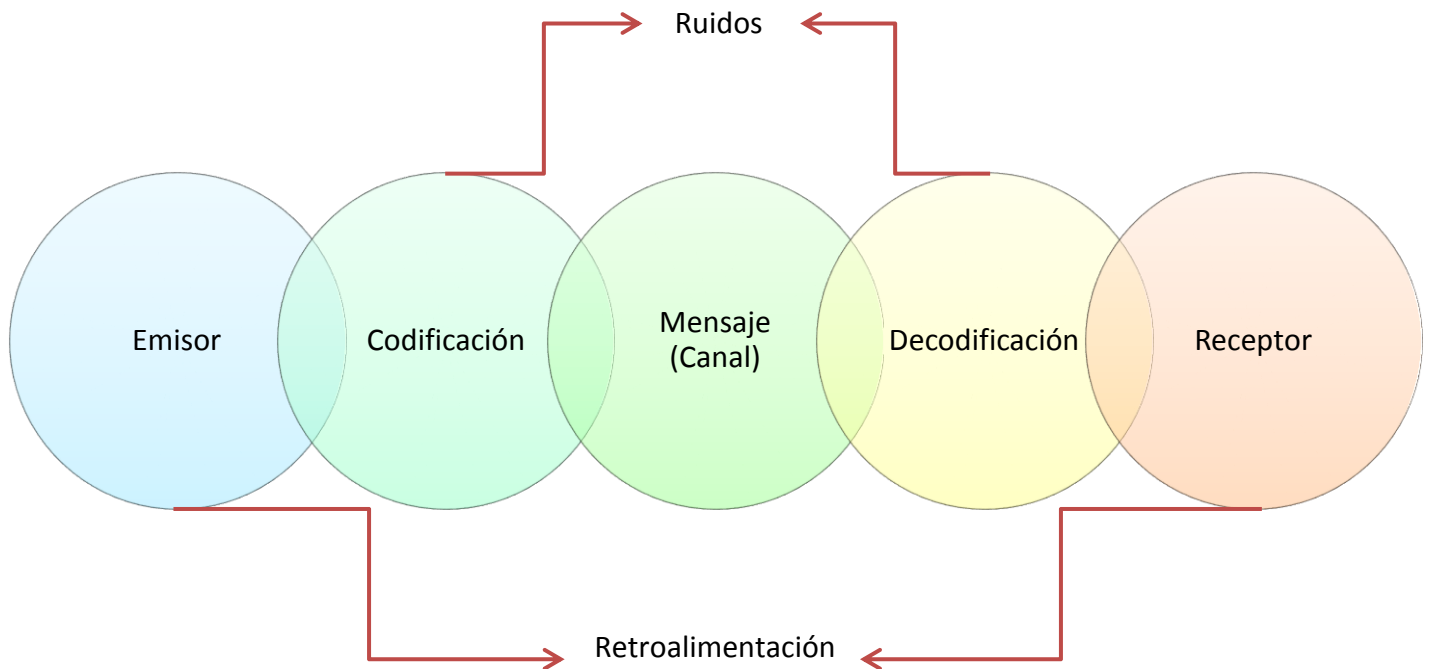 Ruidos
Emisor
Codificación
Mensaje
(Canal)
Decodificación
Receptor
Retroalimentación